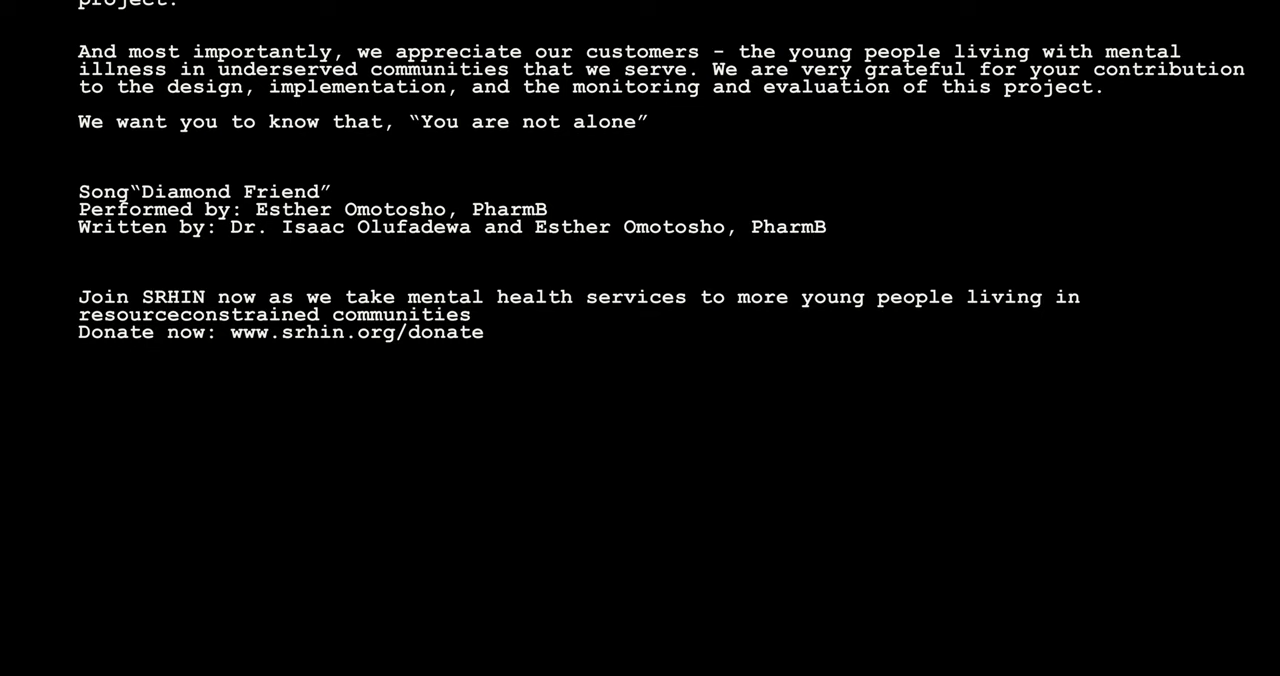 project.
And most importantly, we appreciate our customers - the young people living with mental
illness in underserved communities that we serve. We are very grateful for your contribution
to the design, implementation, and the monitoring and evaluation of this project.
We want you to know that, “You are not alone”
Song“Diamond Friend”
Performed by: Esther Omotosho, PharmB
Written by: Dr. Isaac Olufadewa and Esther Omotosho, PharmB
Join SRHIN now as we take mental health services to more young people living in
resourceconstrained communities
Donate now: www.srhin.org/donate